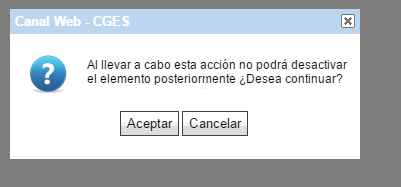 Canal Web - CGES
Al llevar a cabo esta acción no podrá desactivar
el elemento posteriormente ¿Desea continuar?
Aceptar Cancelar